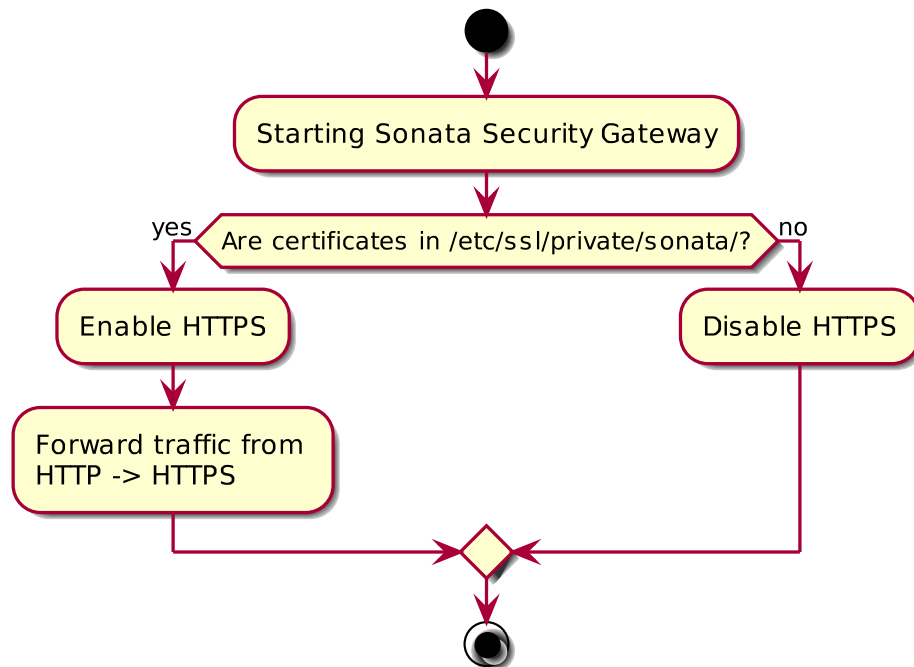 Starting Sonata Security Gateway
yes
Are certificates in /etc/ssl/private/sonata/?
no
Enable HTTPS
Disable HTTPS
Forward traffic from
HTTP -> HTTPS